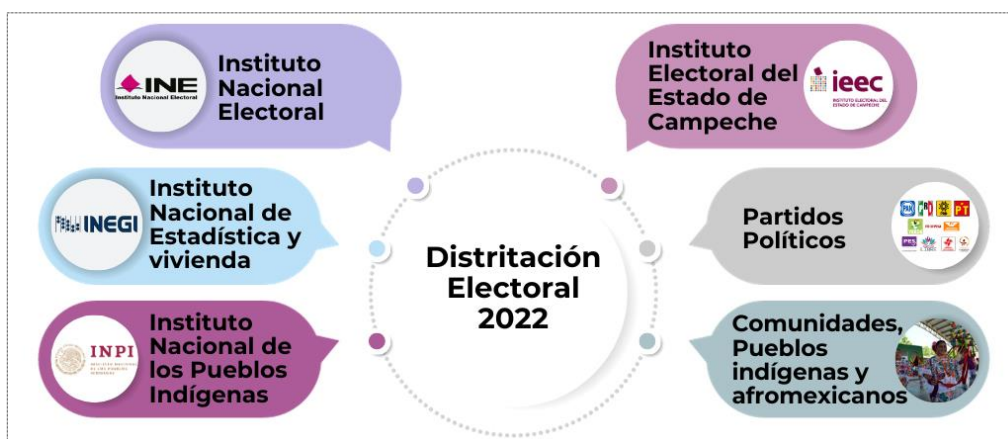 INE
Instituto Nacional Electoral
Instituto
Nacional
Electoral
Instituto
Electoral del
Estado de
Campeche
ieec
INSTITUTO ELECTORAL DEL
ESTADO DE CAMPECHE
INEGI
Instituto
Nacional de
Estadística y
vivienda
Partidos
Políticos
PAN
PRD
PT
Distritación
Electoral
2022
INPI
Instituto
Nacional de
los Pueblos
Indígenas
Comunidades,
Pueblos
indígenas y
afromexicanos